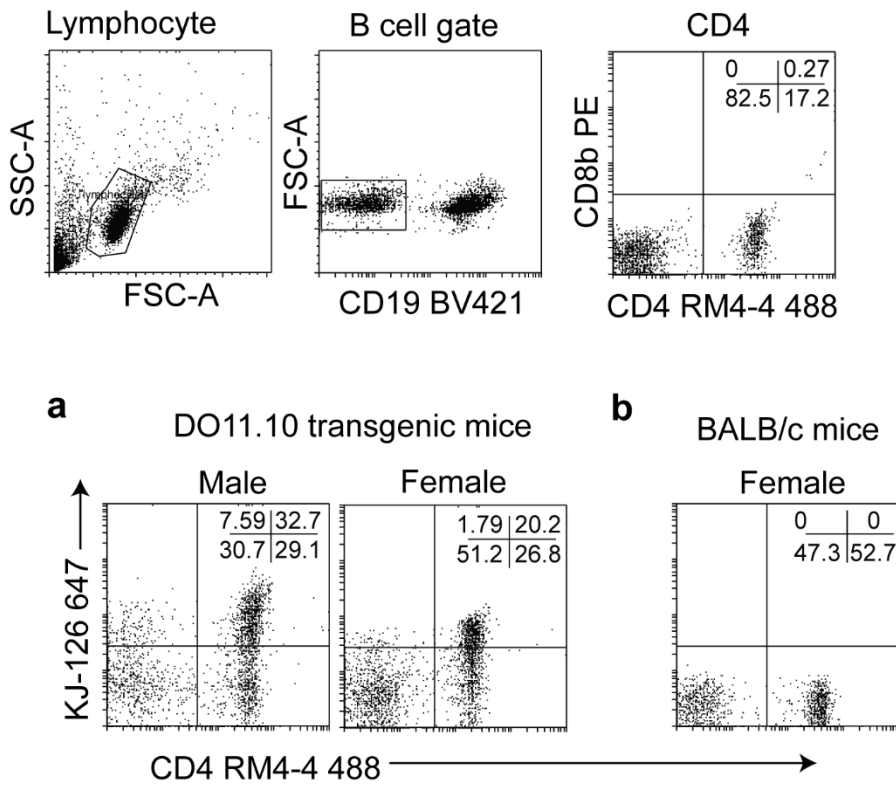 Lymphocyte
B cell gate
CD4
SSC-A
FSC-A
FSC-A
CD19 BV421
CD8b PE
0 0.27
82.5 17.2
CD4 RM4-4 488
a
DO11.10 transgenic mice
b
BALB/c mice
Male
Female
Female
KJ-126 647
7.59 32.7
30.7 29.1
1.79 20.2
51.2 26.8
0 0
47.3 52.7
CD4 RM4-4 488